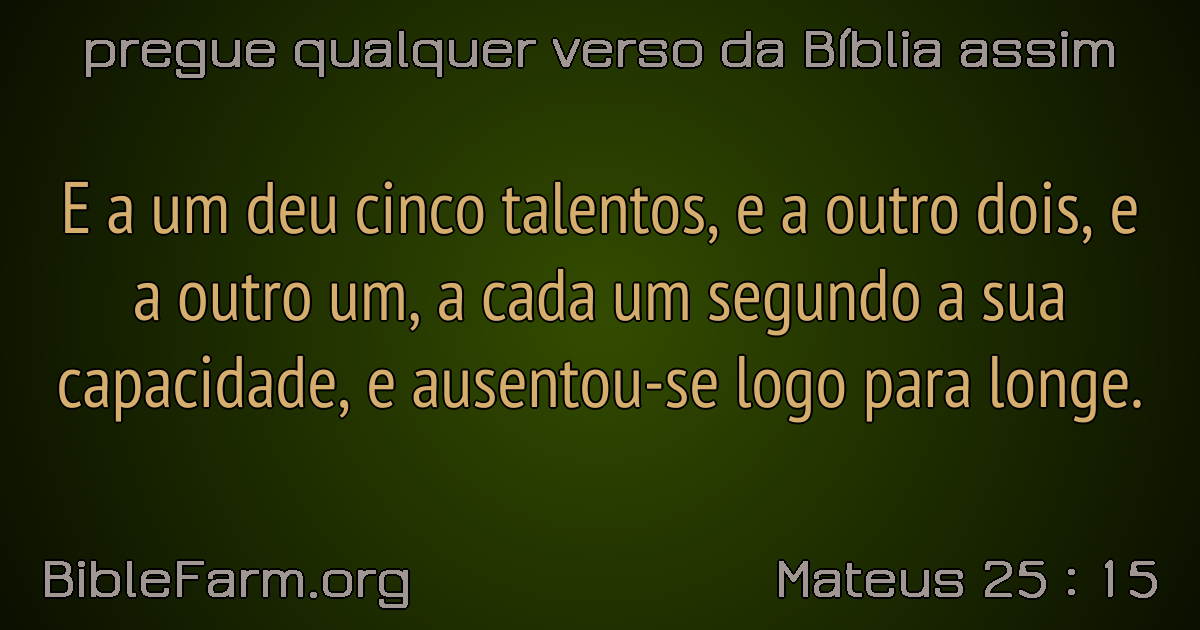 pregue qualquer verso da Bíblia assim
E a um deu cinco talentos, e a outro dois, e
a outro um, a cada um segundo a sua
capacidade, e ausentou-se logo para longe.
BibleFarm.org
Mateus 25 : 15